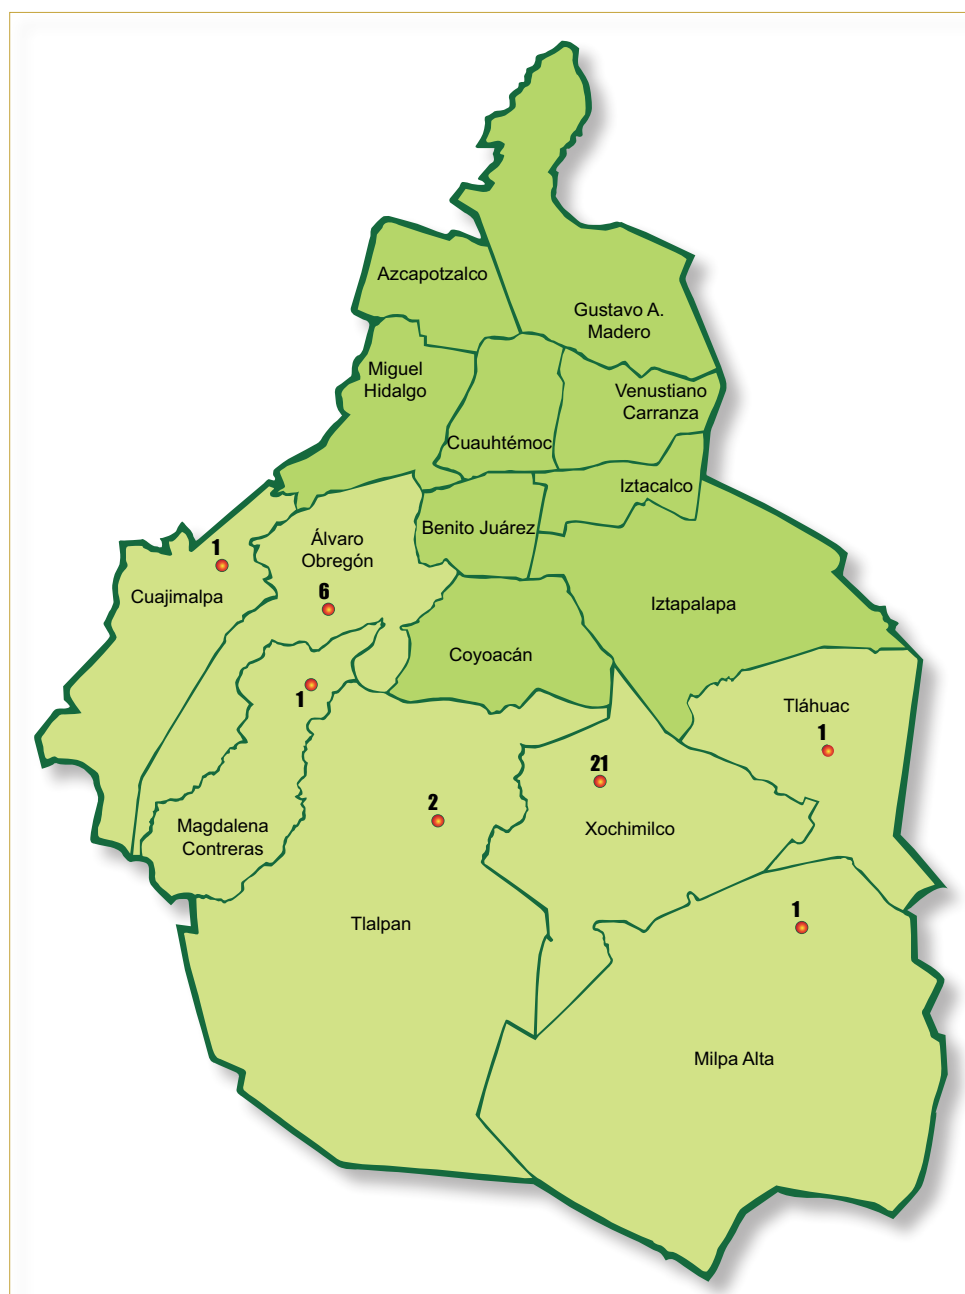 Azcapotzalco
Gustavo A.
Madero
Miguel
Hidalgo
Venustiano
Carranza
Cuauhtémoc
Iztacalco
Benito Juárez
Álvaro
Obregón
1
6
Cuajimalpa
Iztapalapa
Coyoacán
1
Tláhuac
1
21
2
Xochimilco
Magdalena
Contreras
Tlalpan
1
Milpa Alta